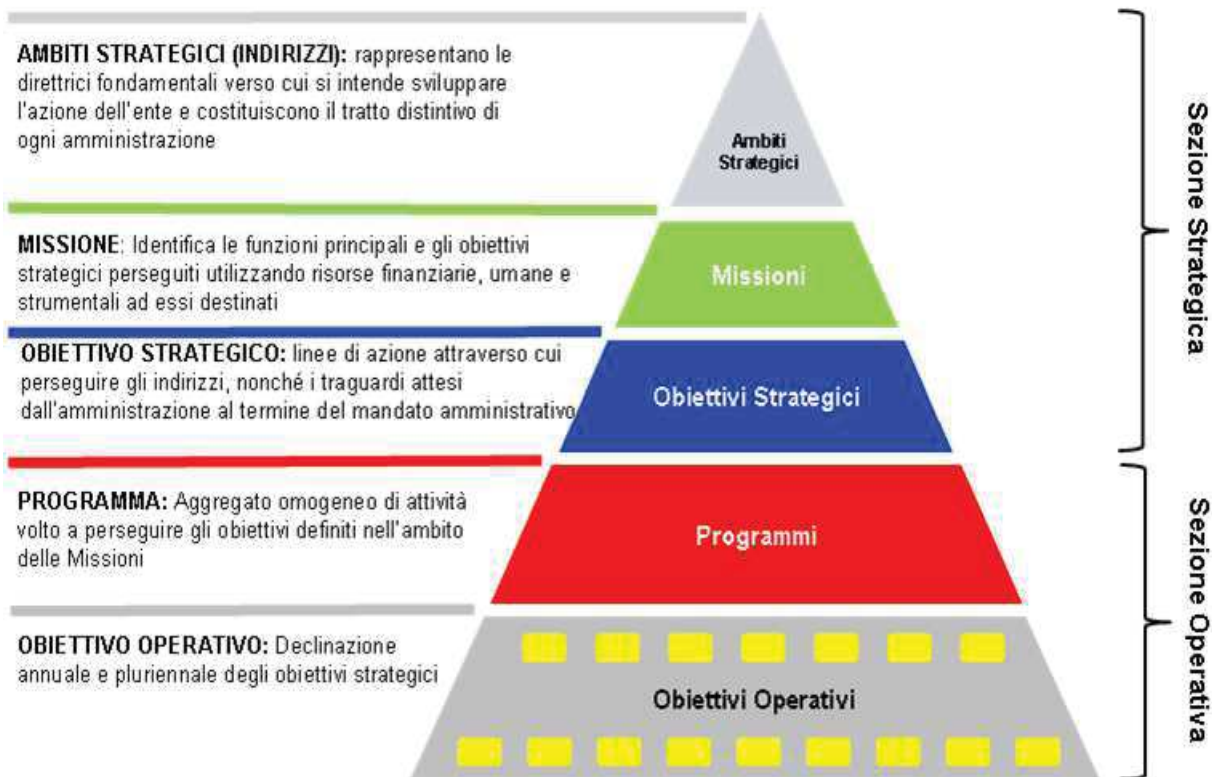 AMBITI STRATEGICI (INDIRIZZI): rappresentano le
direttrici fondamentali verso cui si intende sviluppare
l'azione dell'ente e costituiscono il tratto distintivo di
ogni amministrazione
Ambiti
Strategici
MISSIONE: Identifica le funzioni principali e gli obiettivi
strategici perseguiti utilizzando risorse finanziarie, umane e
strumentali ad essi destinati
Missioni
OBIETTIVO STRATEGICO: linee di azione attraverso cui
perseguire gli indirizzi, nonché i traguardi attesi
dall'amministrazione al termine del mandato amministrativo
Obiettivi Strategici
Sezione Strategica
PROGRAMMA: Aggregato omogeneo di attività
volto a perseguire gli obiettivi definiti nell'ambito
delle Missioni
Programmi
OBIETTIVO OPERATIVO: Declinazione
annuale e pluriennale degli obiettivi strategici
Obiettivi Operativi
Sezione Operativa